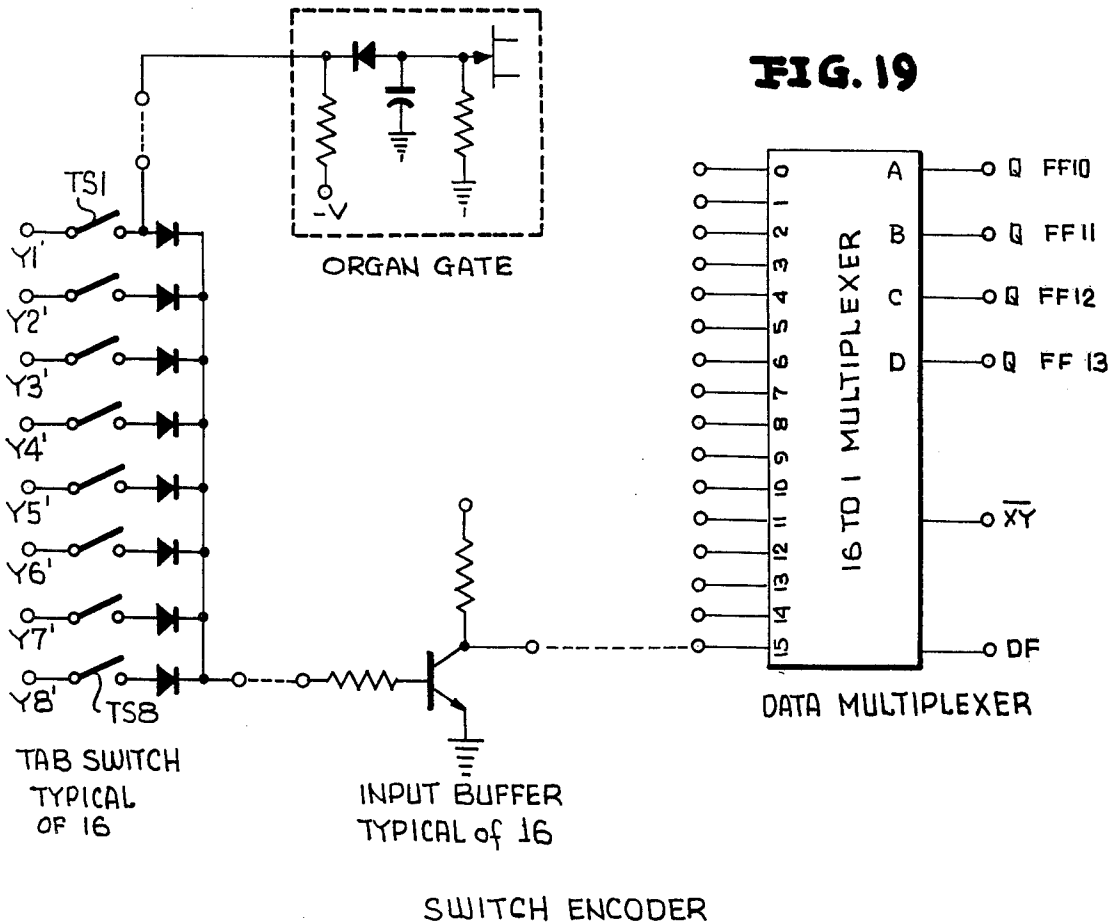 FIG. 19
TS1
-V
ORGAN GATE
Y1'
Y2'
Y3'
Y4'
Y5'
Y6'
Y7'
Y8'
TS8
TAB SWITCH
TYPICAL
OF 16
INPUT BUFFER
TYPICAL of 16
0
1
2
3
4
5
6
7
8
9
10
11
12
13
14
15
16 TO 1 MULTIPLEXER
A
B
C
D
Q FF10
Q FF11
Q FF12
Q FF 13
X̅Y̅
DF
DATA MULTIPLEXER
SWITCH ENCODER